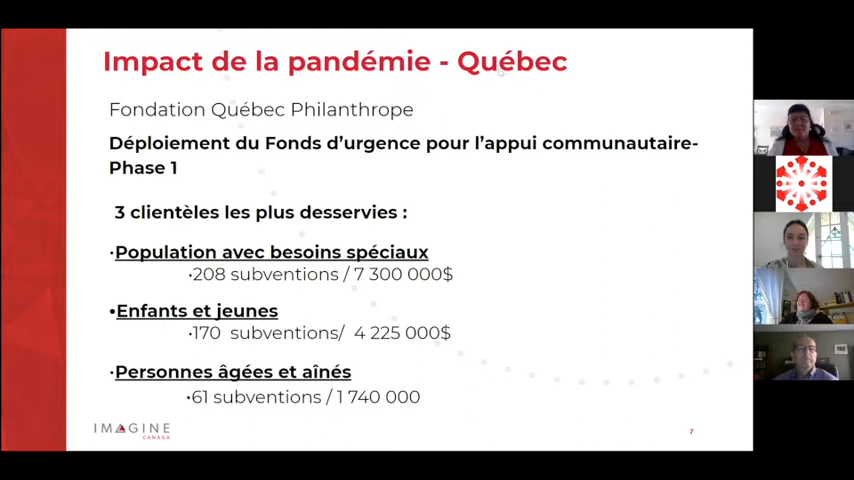 Impact de la pandémie - Québec
Fondation Québec Philanthrope
Déploiement du Fonds d’urgence pour l’appui communautaire-
Phase 1
3 clientèles les plus desservies :
•Population avec besoins spéciaux
•208 subventions / 7 300 000$
•Enfants et jeunes
•170 subventions/ 4 225 000$
•Personnes âgées et aînés
•61 subventions / 1 740 000
IMAGINE
CANADA
7